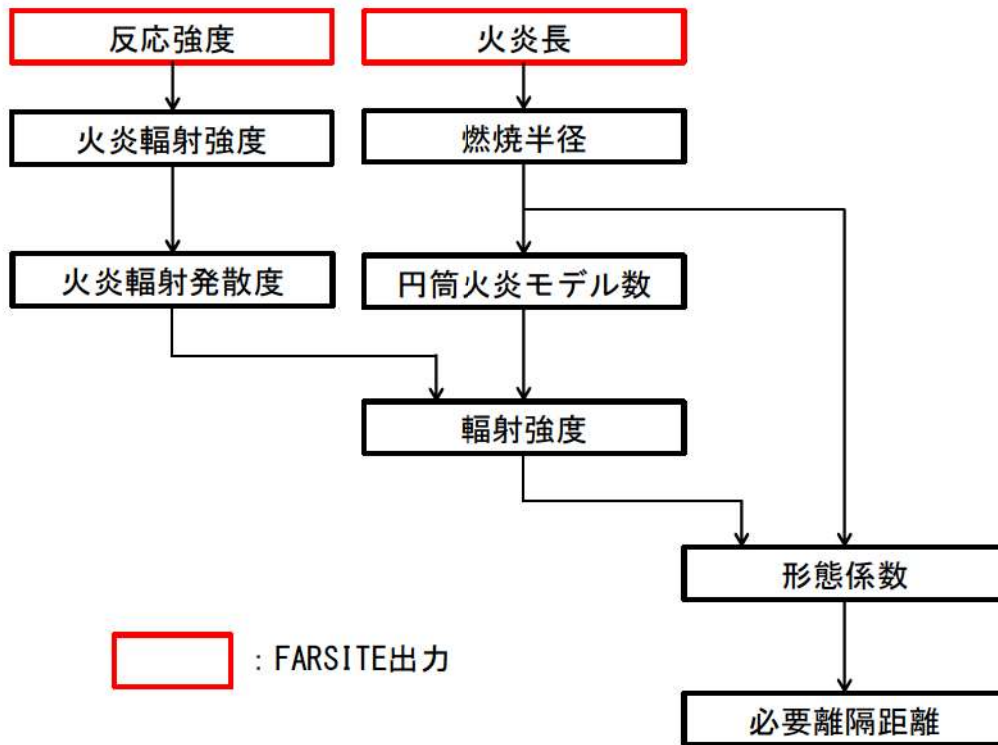 反応強度
火炎長
火炎輻射強度
燃焼半径
火炎輻射発散度
円筒火炎モデル数
輻射強度
形態係数
：FARSITE出力
必要離隔距離